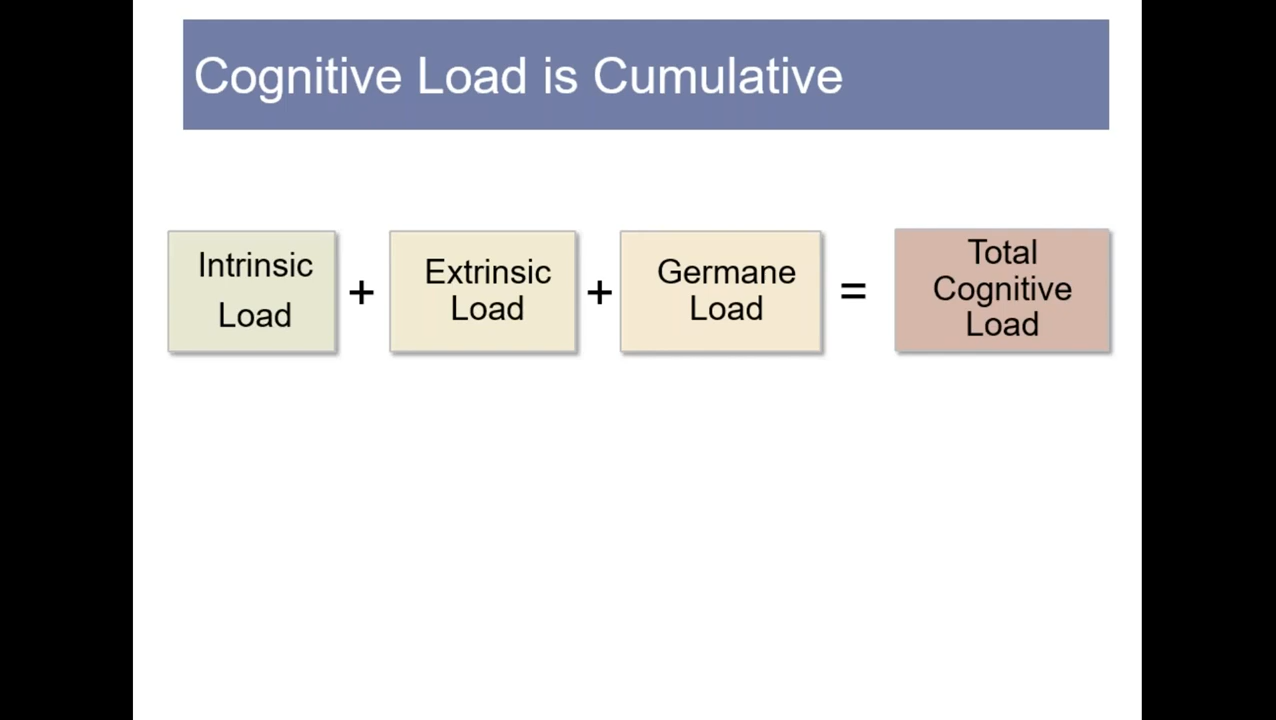 Cognitive Load is Cumulative
Intrinsic
Load
+
Extrinsic
Load
+
Germane
Load
=
Total
Cognitive
Load